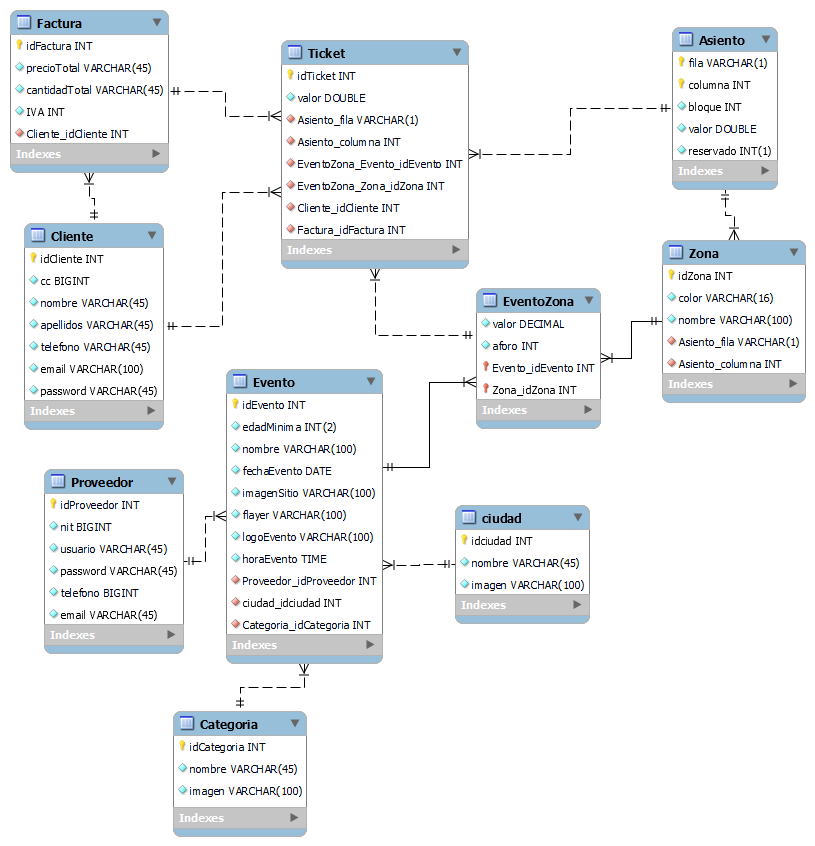 Factura
idFactura INT
precioTotal VARCHAR(45)
cantidadTotal VARCHAR(45)
IVA INT
Cliente_idCliente INT
Indexes
Ticket
idTicket INT
valor DOUBLE
Asiento_fila VARCHAR(1)
Asiento_columna INT
EventoZona_Evento_idEvento INT
EventoZona_Zona_idZona INT
Cliente_idCliente INT
Factura_idFactura INT
Indexes
Asiento
fila VARCHAR(1)
columna INT
bloque INT
valor DOUBLE
reservado INT(1)
Indexes
Cliente
idCliente INT
cc BIGINT
nombre VARCHAR(45)
apellidos VARCHAR(45)
telefono VARCHAR(45)
email VARCHAR(100)
password VARCHAR(45)
Indexes
Zona
idZona INT
color VARCHAR(16)
nombre VARCHAR(100)
Asiento_fila VARCHAR(1)
Asiento_columna INT
Indexes
EventoZona
valor DECIMAL
aforo INT
Evento_idEvento INT
Zona_idZona INT
Indexes
Evento
idEvento INT
edadMinima INT(2)
nombre VARCHAR(100)
fechaEvento DATE
imagenSitio VARCHAR(100)
flayer VARCHAR(100)
logoEvento VARCHAR(100)
horaEvento TIME
Proveedor_idProveedor INT
ciudad_idciudad INT
Categoria_idCategoria INT
Indexes
Proveedor
idProveedor INT
nit BIGINT
usuario VARCHAR(45)
password VARCHAR(45)
telefono BIGINT
email VARCHAR(45)
Indexes
ciudad
idciudad INT
nombre VARCHAR(45)
imagen VARCHAR(100)
Indexes
Categoria
idCategoria INT
nombre VARCHAR(45)
imagen VARCHAR(100)
Indexes